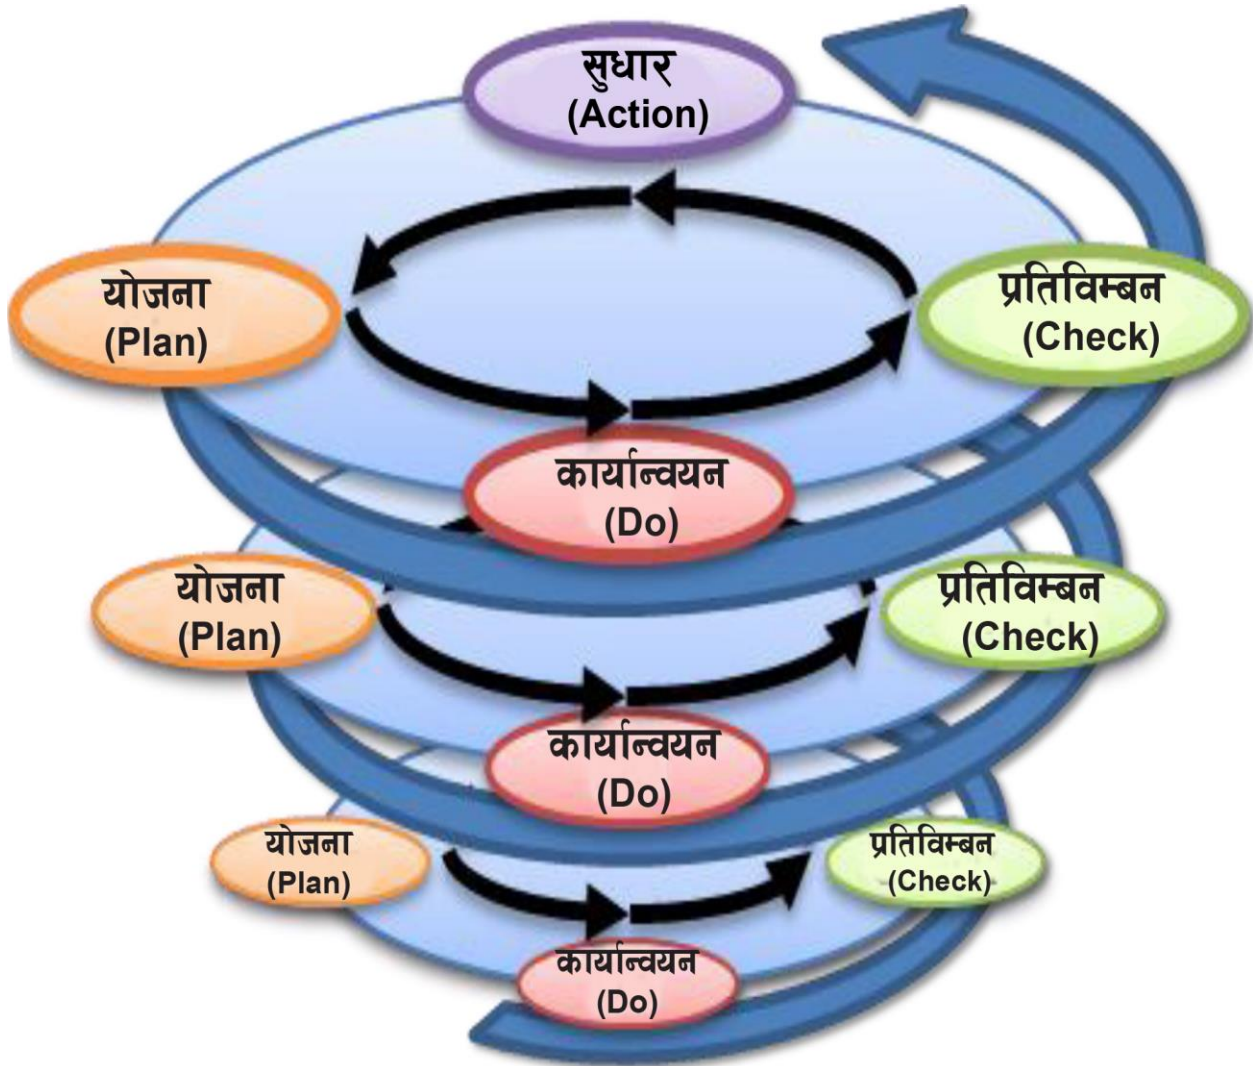 सुधार
(Action)
योजना
(Plan)
प्रतिविम्बन
(Check)
कार्यान्वयन
(Do)
योजना
(Plan)
प्रतिविम्बन
(Check)
कार्यान्वयन
(Do)
योजना
(Plan)
प्रतिविम्बन
(Check)
कार्यान्वयन
(Do)